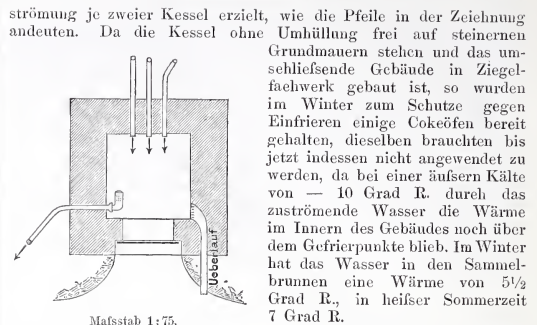 strömung je zweier Kessel erzielt, wie die Pfeile in der Zeichnung
andeuten. Da die Kessel ohne Umhüllung frei auf steinernen
Grundmauern stehen und das um-
schliefsende Gebäude in Ziegel-
fachwerk gebaut ist, so wurden
im Winter zum Schutze gegen
Einfrieren einige Cokeöfen bereit
gehalten, dieselben brauchten bis
jetzt indessen nicht angewendet zu
werden, da bei einer äufsern Kälte
von — 10 Grad R. durch das
zuströmende Wasser die Wärme
im Innern des Gebäudes noch über
dem Gefrierpunkte blieb. Im Winter
hat das Wasser in den Sammel-
brunnen eine Wärme von 5½
Grad R., in heifser Sommerzeit
7 Grad R.
Ueberlauf
Mafsstab 1:75.